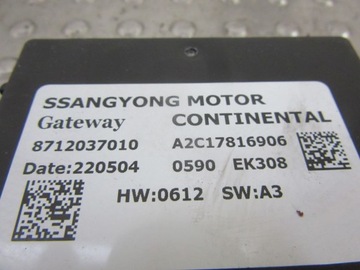 SSANGYONG MOTOR
Gateway CONTINENTAL
8712037010 A2C17816906
Date:220504 0590 EK308
HW:0612 SW:A3